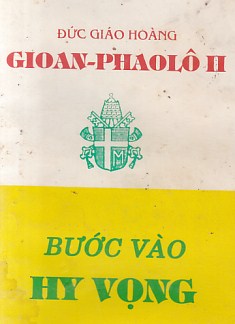 ĐỨC GIÁO HOÀNG
GIOAN-PHAOLÔ II
BƯỚC VÀO
HY VỌNG